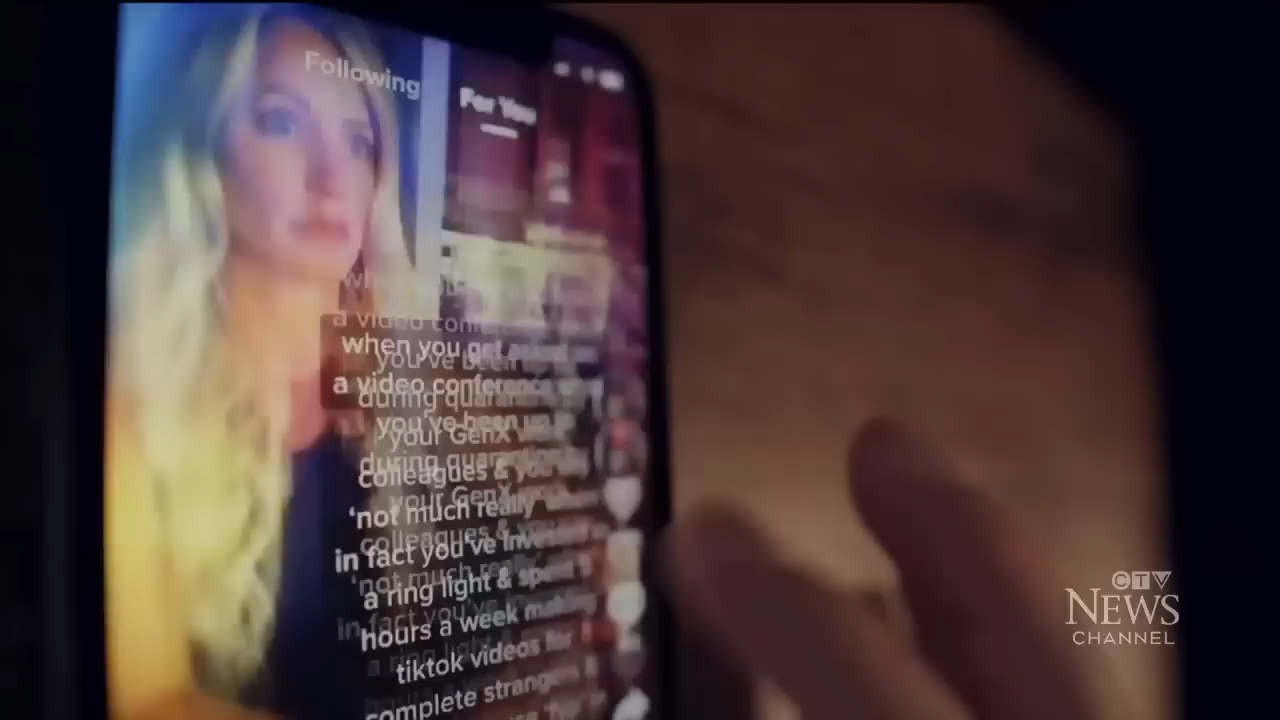 Following
For You
when you get asked on
a video conference
you've been up to
during quarantine by
your GenX
colleagues & you say
'not much really'
in fact you've invested
a ring light & spent
hours a week making
tiktok videos for
complete strangers
CTV
NEWS
CHANNEL